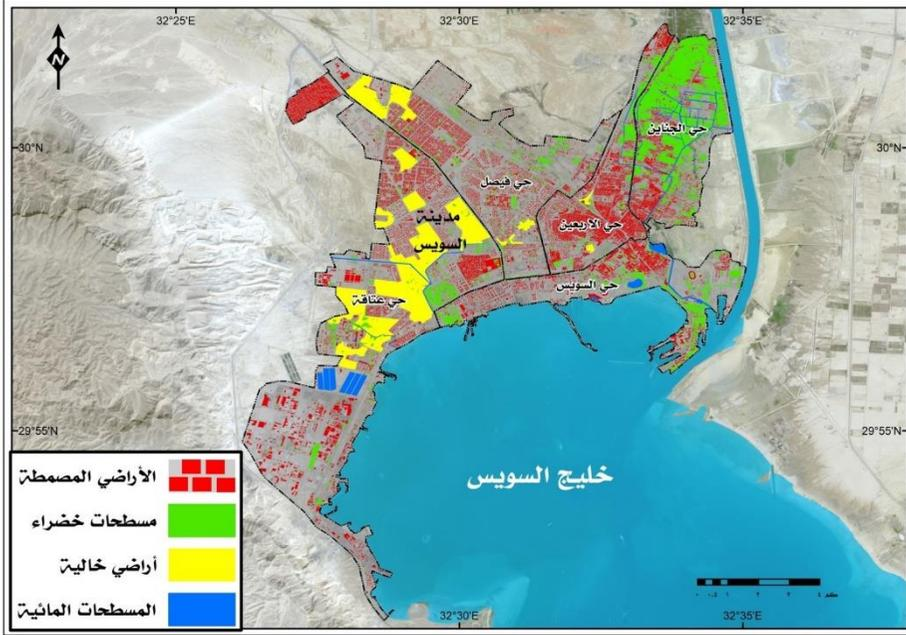 32°25'E
32°30'E
32°35'E
N
30°N
30°N
حي الجناين
حي فيصل
مدينة
السويس
حي الأربعين
حي السويس
حي عتاقة
29°55'N
29°55'N
خليج السويس
الأراضي المصمطة
مسطحات خضراء
أراضي خالية
المسطحات المائية
كم
32°30'E
32°35'E